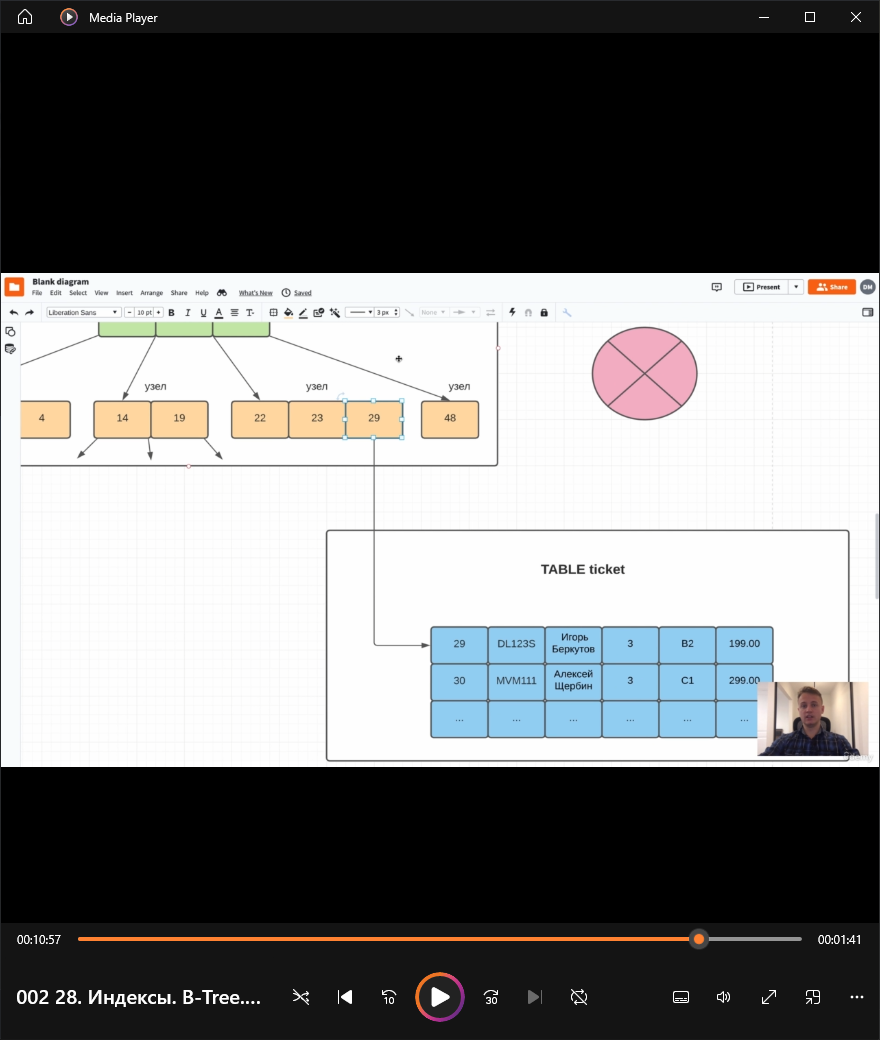 Media Player
Blank diagram
File Edit Select View Insert Arrange Share Help What's New Saved
Present Share DM
Liberation Sans 10 pt B I U A T 3 px None
узел узел узел
4 14 19 22 23 29 48
TABLE ticket
29 DL123S Игорь Беркутов 3 B2 199.00
30 MVM111 Алексей Щербин 3 C1 299.00
... ... ... ... ... ...
Udemy
00:10:57 00:01:41
002 28. Индексы. B-Tree.... 10 30